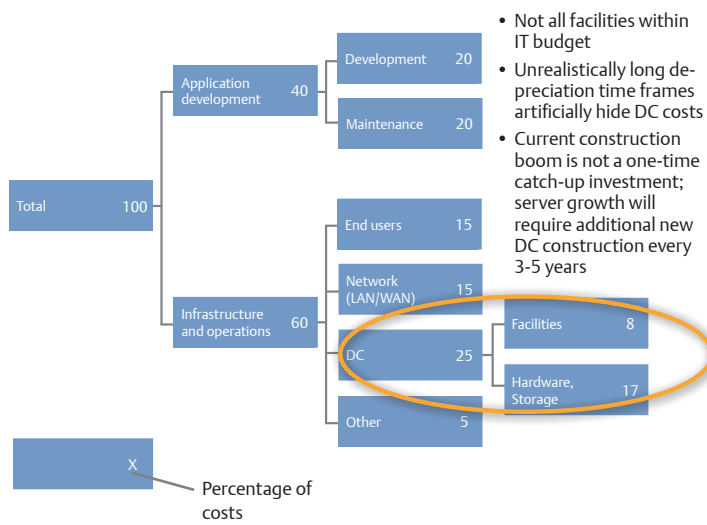 Total 100
Application
development 40
Development 20
Maintenance 20
Infrastructure
and operations 60
End users 15
Network
(LAN/WAN) 15
DC 25
Other 5
Facilities 8
Hardware,
Storage 17
• Not all facilities within
IT budget
• Unrealistically long de-
preciation time frames
artificially hide DC costs
• Current construction
boom is not a one-time
catch-up investment;
server growth will
require additional new
DC construction every
3-5 years
X
Percentage of
costs